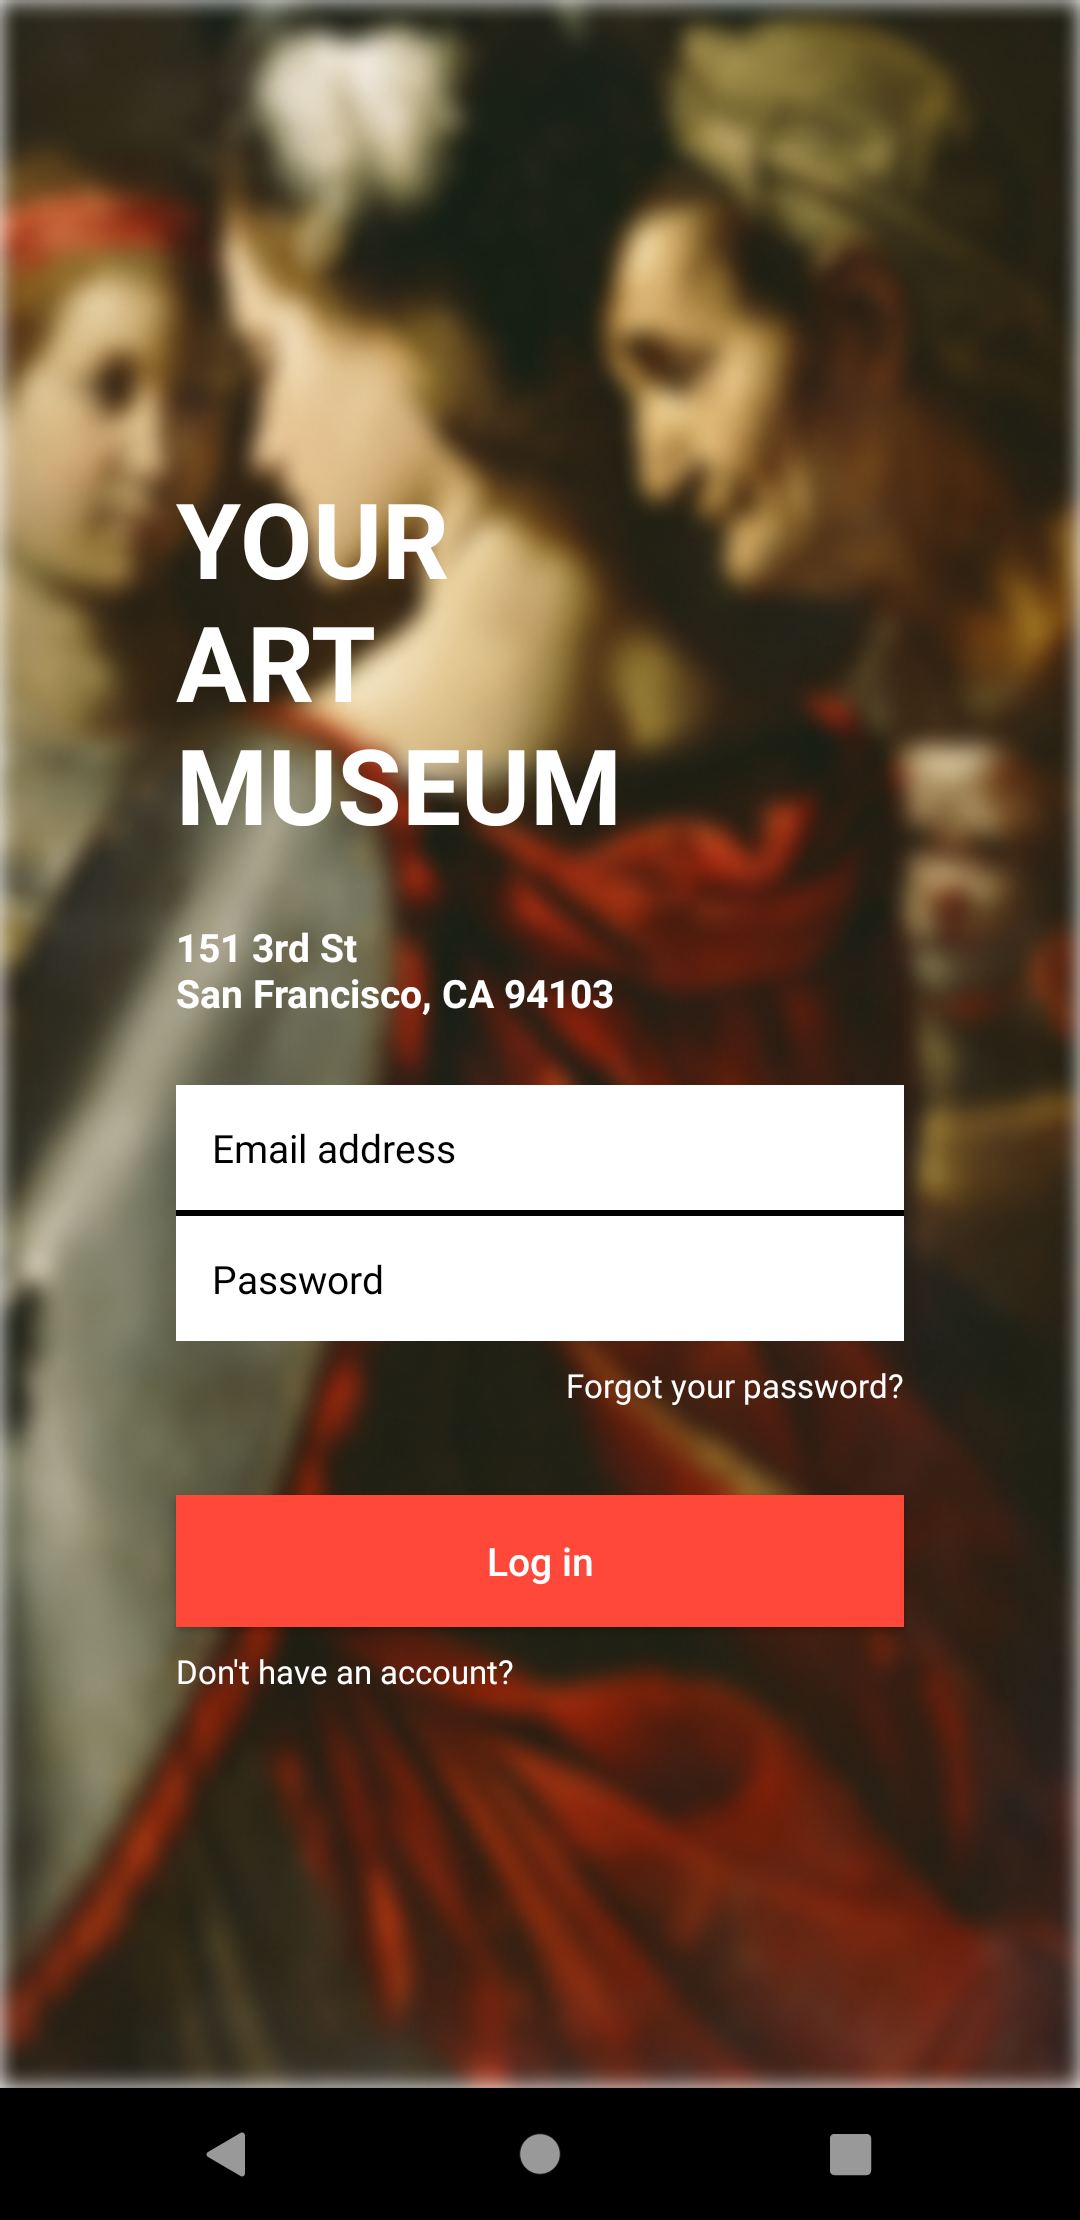 YOUR
ART
MUSEUM
151 3rd St
San Francisco, CA 94103
Email address
Password
Forgot your password?
Log in
Don't have an account?